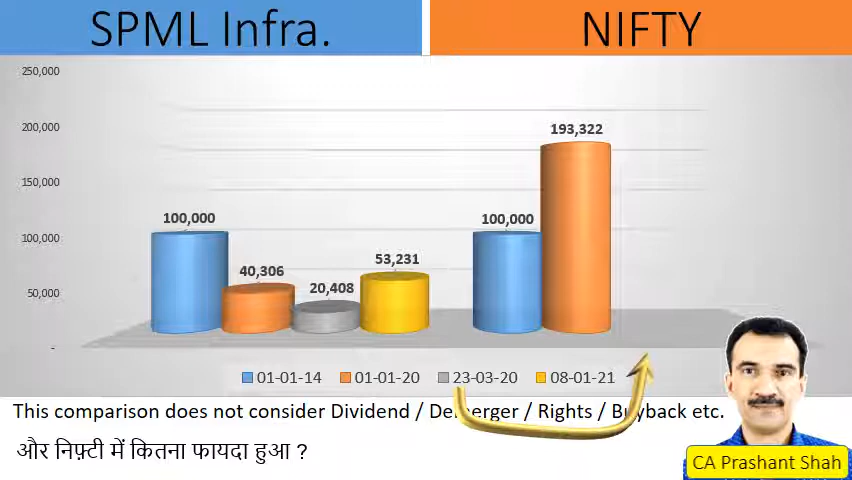 SPML Infra.
NIFTY
250,000
200,000
150,000
100,000
50,000
-
100,000
40,306
20,408
53,231
100,000
193,322
01-01-14 01-01-20 23-03-20 08-01-21
This comparison does not consider Dividend / Demerger / Rights / Buyback etc.
और निफ़्टी में कितना फायदा हुआ ?
CA Prashant Shah